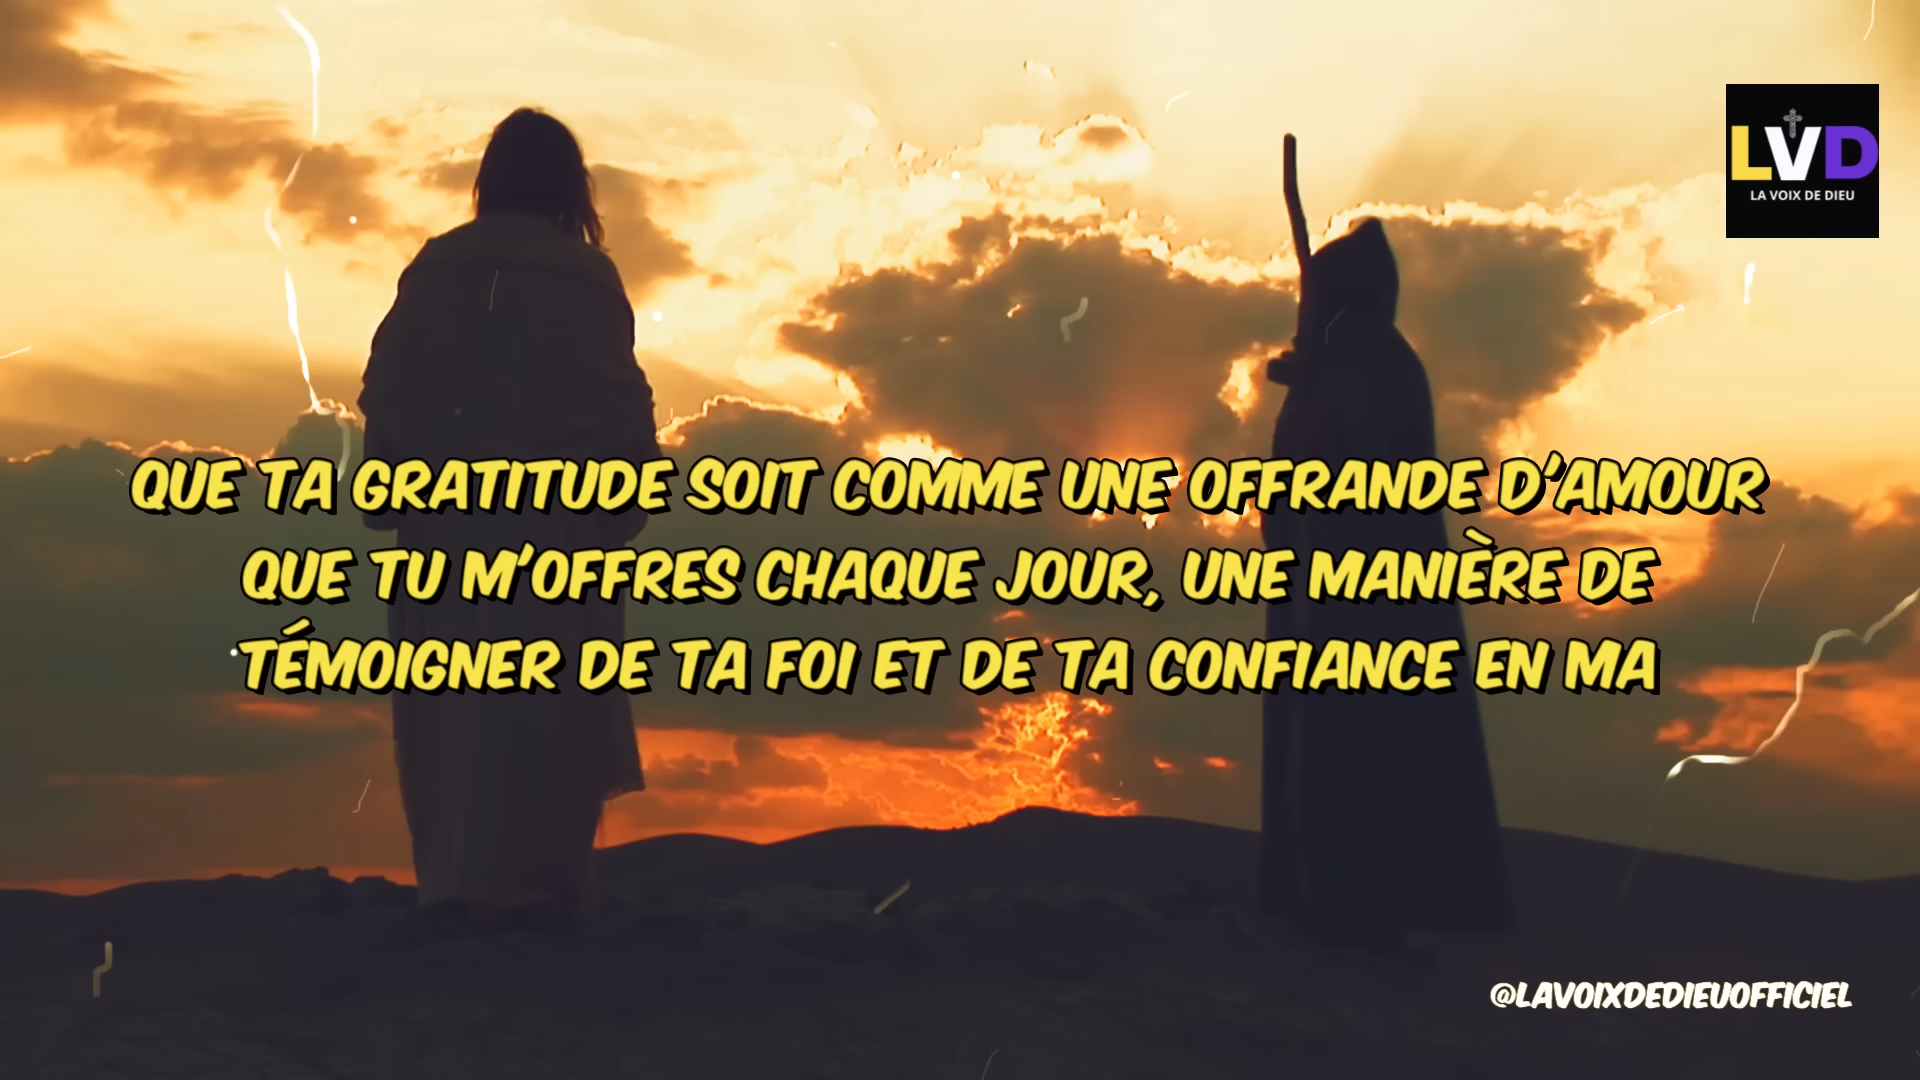 LVD
LA VOIX DE DIEU
QUE TA GRATITUDE SOIT COMME UNE OFFRANDE D'AMOUR
QUE TU M'OFFRES CHAQUE JOUR, UNE MANIÈRE DE
TÉMOIGNER DE TA FOI ET DE TA CONFIANCE EN MA
@LAVOIXDEDIEUOFFICIEL